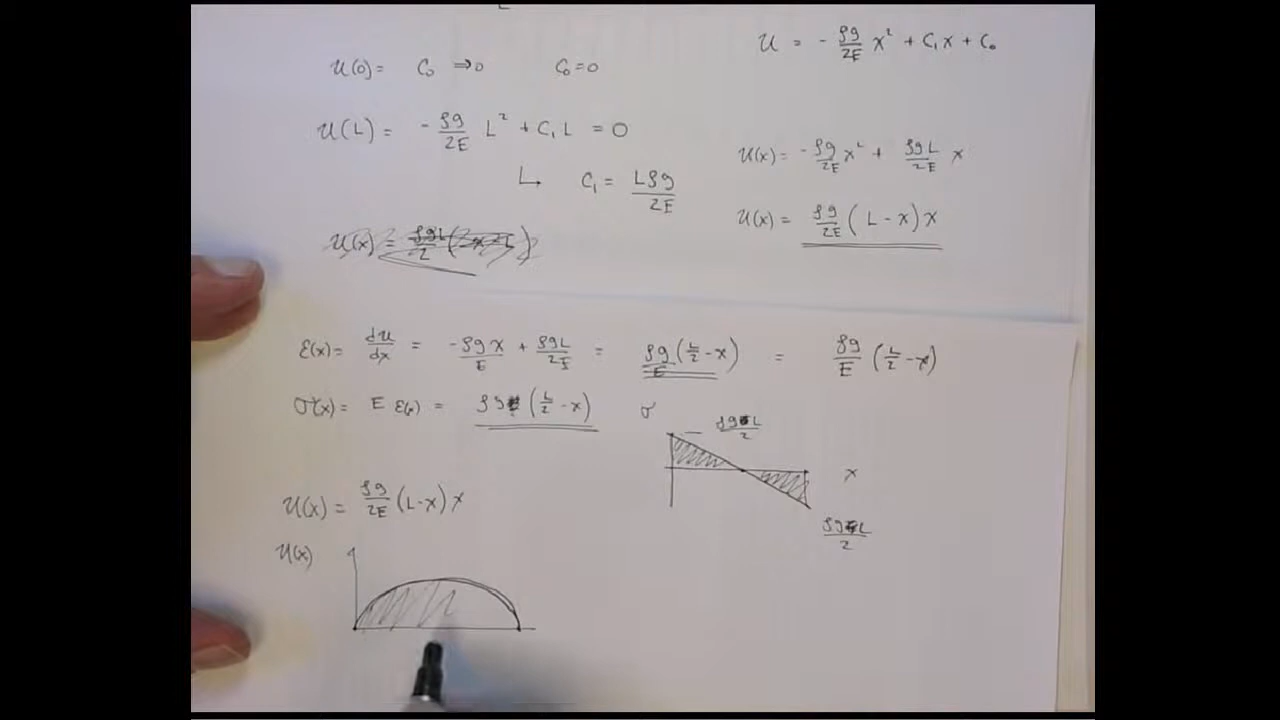 U = - ρg/2E x² + C₁x + C₀
U(0) = C₀ ⇒ 0 C₀ = 0
U(L) = - ρg/2E L² + C₁L = 0
U(x) = - ρg/2E x² + ρgL/2E x
↳ C₁ = Lρg/2E
U(x) = ρg/2E (L-x)x
ε(x) = du/dx = -ρgx/E + ρgL/2E = ρg/E (L/2 - x) = ρg/E (L/2 - x)
σ(x) = E ε(x) = ρg (L/2 - x)
σ
ρgL/2
x
U(x) = ρg/2E (L-x)x
ρgL/2
U(x)